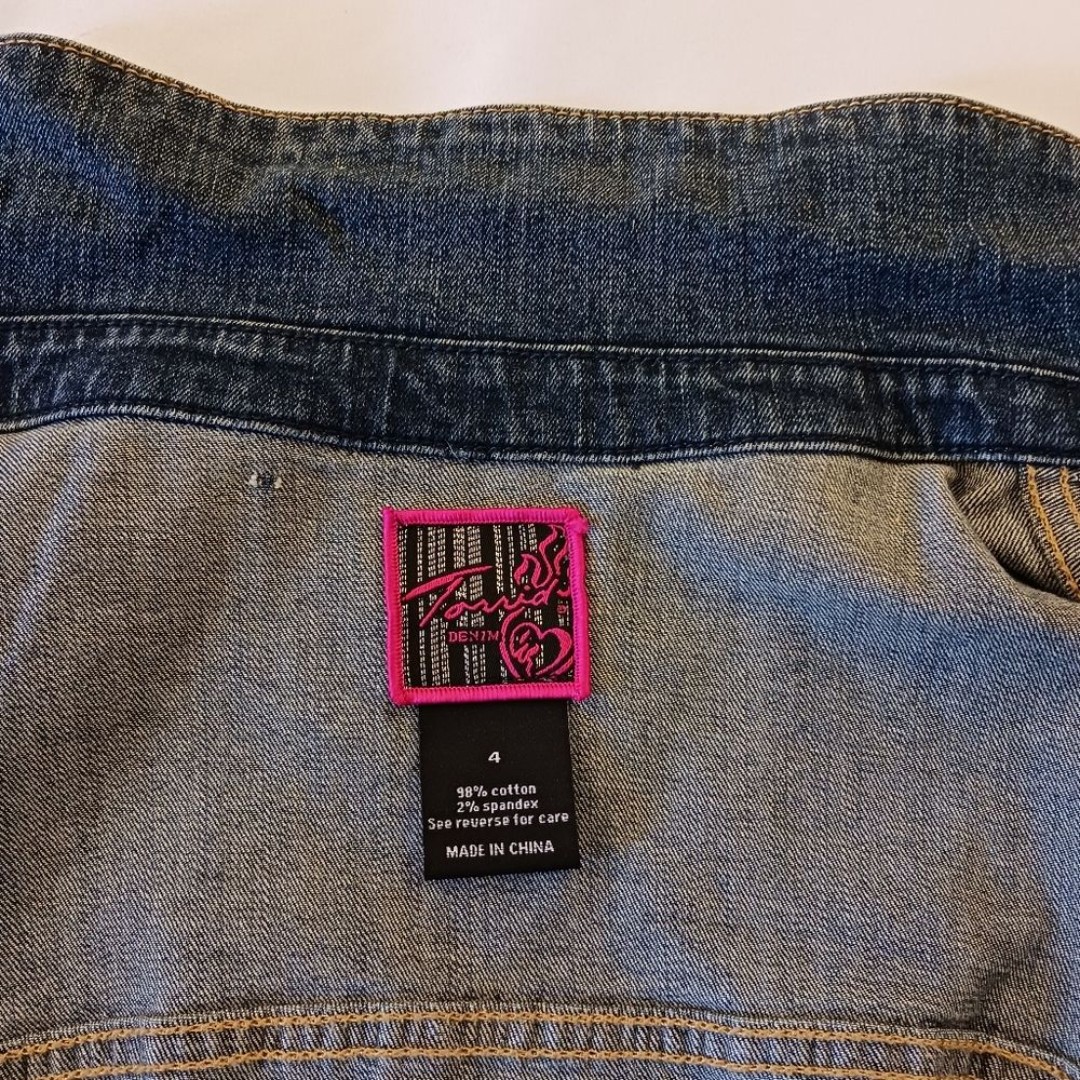 Torrid
DENIM
4
98% cotton
2% spandex
See reverse for care
MADE IN CHINA